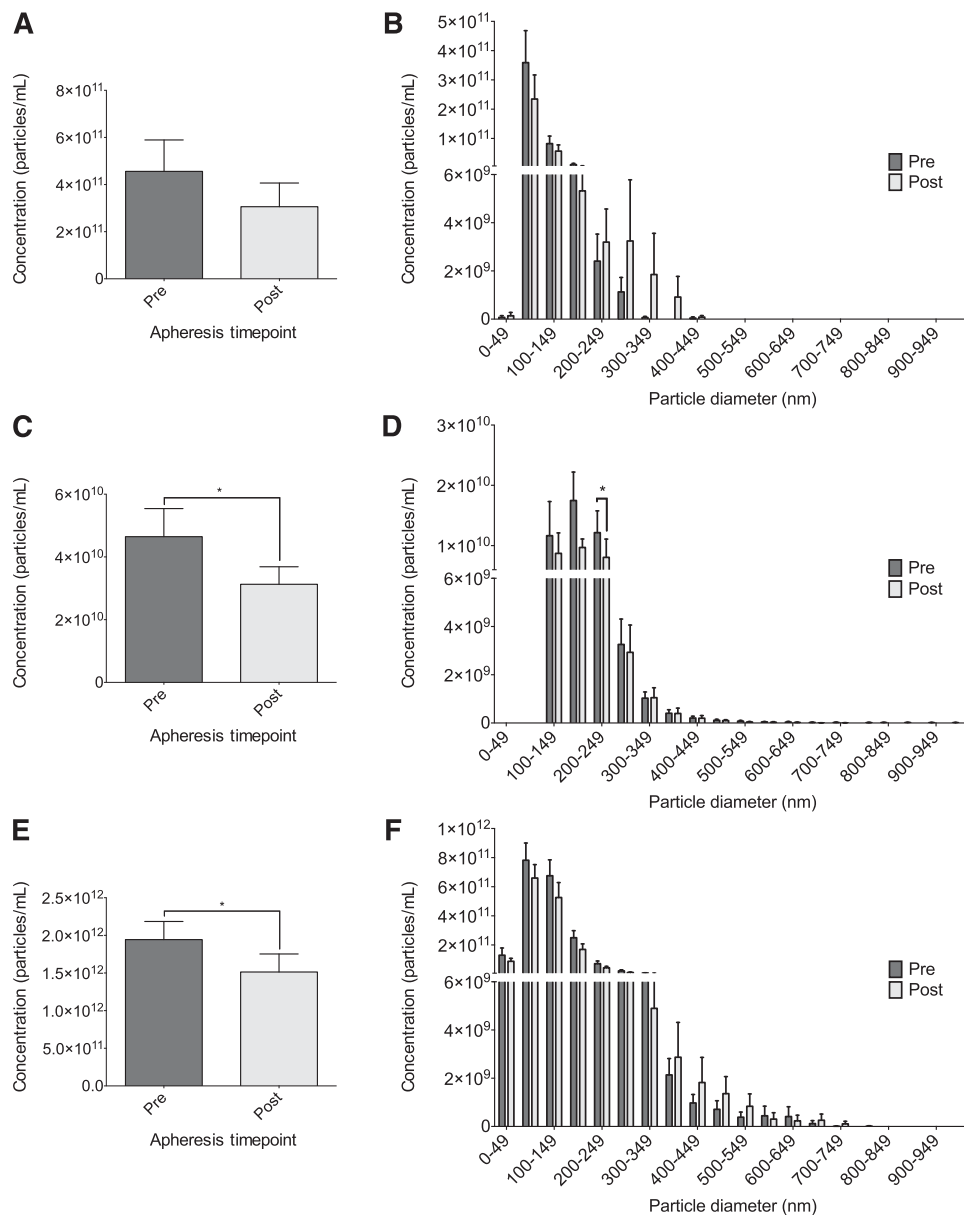 A
Concentration (particles/mL)
8×10¹¹
6×10¹¹
4×10¹¹
2×10¹¹
0
Pre
Post
Apheresis timepoint
B
Concentration (particles/mL)
5×10¹¹
4×10¹¹
3×10¹¹
2×10¹¹
1×10¹¹
6×10⁹
4×10⁹
2×10⁹
0
0-49
100-149
200-249
300-349
400-449
500-549
600-649
700-749
800-849
900-949
Particle diameter (nm)
Pre
Post
C
Concentration (particles/mL)
6×10¹⁰
4×10¹⁰
2×10¹⁰
0
*
Pre
Post
Apheresis timepoint
D
Concentration (particles/mL)
3×10¹⁰
2×10¹⁰
1×10¹⁰
6×10⁹
4×10⁹
2×10⁹
0
*
0-49
100-149
200-249
300-349
400-449
500-549
600-649
700-749
800-849
900-949
Particle diameter (nm)
Pre
Post
E
Concentration (particles/mL)
2.5×10¹²
2.0×10¹²
1.5×10¹²
1.0×10¹²
5.0×10¹¹
0.0
*
Pre
Post
Apheresis timepoint
F
Concentration (particles/mL)
1×10¹²
8×10¹¹
6×10¹¹
4×10¹¹
2×10¹¹
6×10⁹
4×10⁹
2×10⁹
0
0-49
100-149
200-249
300-349
400-449
500-549
600-649
700-749
800-849
900-949
Particle diameter (nm)
Pre
Post